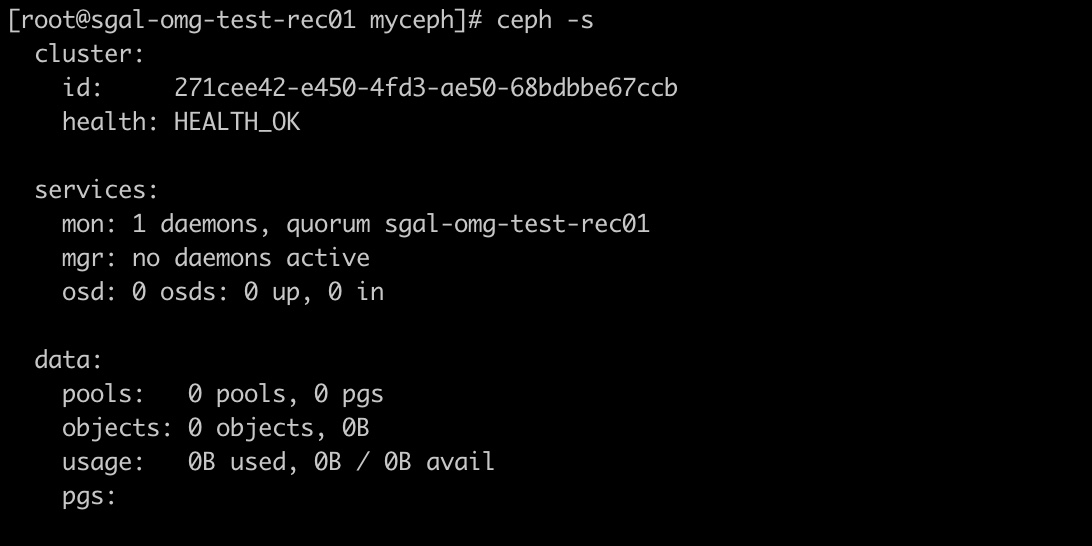 [root@sgal-omg-test-rec01 myceph]# ceph -s
  cluster:
    id:     271cee42-e450-4fd3-ae50-68bdbbe67ccb
    health: HEALTH_OK

  services:
    mon: 1 daemons, quorum sgal-omg-test-rec01
    mgr: no daemons active
    osd: 0 osds: 0 up, 0 in

  data:
    pools:   0 pools, 0 pgs
    objects: 0 objects, 0B
    usage:   0B used, 0B / 0B avail
    pgs: